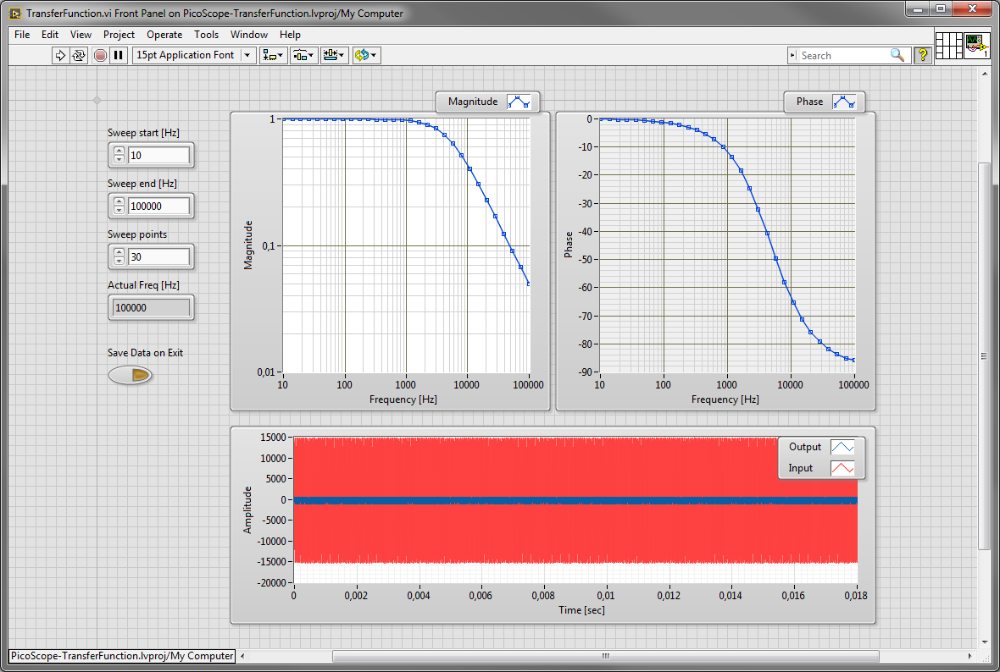 TransferFunction.vi Front Panel on PicoScope-TransferFunction.lvproj/My Computer
File Edit View Project Operate Tools Window Help
15pt Application Font
Search
?
1
Magnitude
Phase
Sweep start [Hz]
10
Sweep end [Hz]
100000
Sweep points
30
Actual Freq [Hz]
100000
Save Data on Exit
Magnitude
1
0,1
0,01
10 100 1000 10000 100000
Frequency [Hz]
Phase
0
-10
-20
-30
-40
-50
-60
-70
-80
-90
10 100 1000 10000 100000
Frequency [Hz]
Output
Input
Amplitude
15000
10000
5000
0
-5000
-10000
-15000
-20000
0 0,002 0,004 0,006 0,008 0,01 0,012 0,014 0,016 0,018
Time [sec]
PicoScope-TransferFunction.lvproj/My Computer